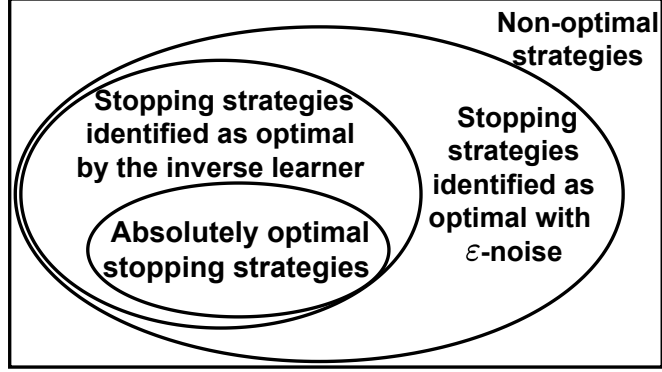 Non-optimal
strategies
Stopping strategies
identified as optimal
by the inverse learner
Absolutely optimal
stopping strategies
Stopping
strategies
identified as
optimal with
ε-noise